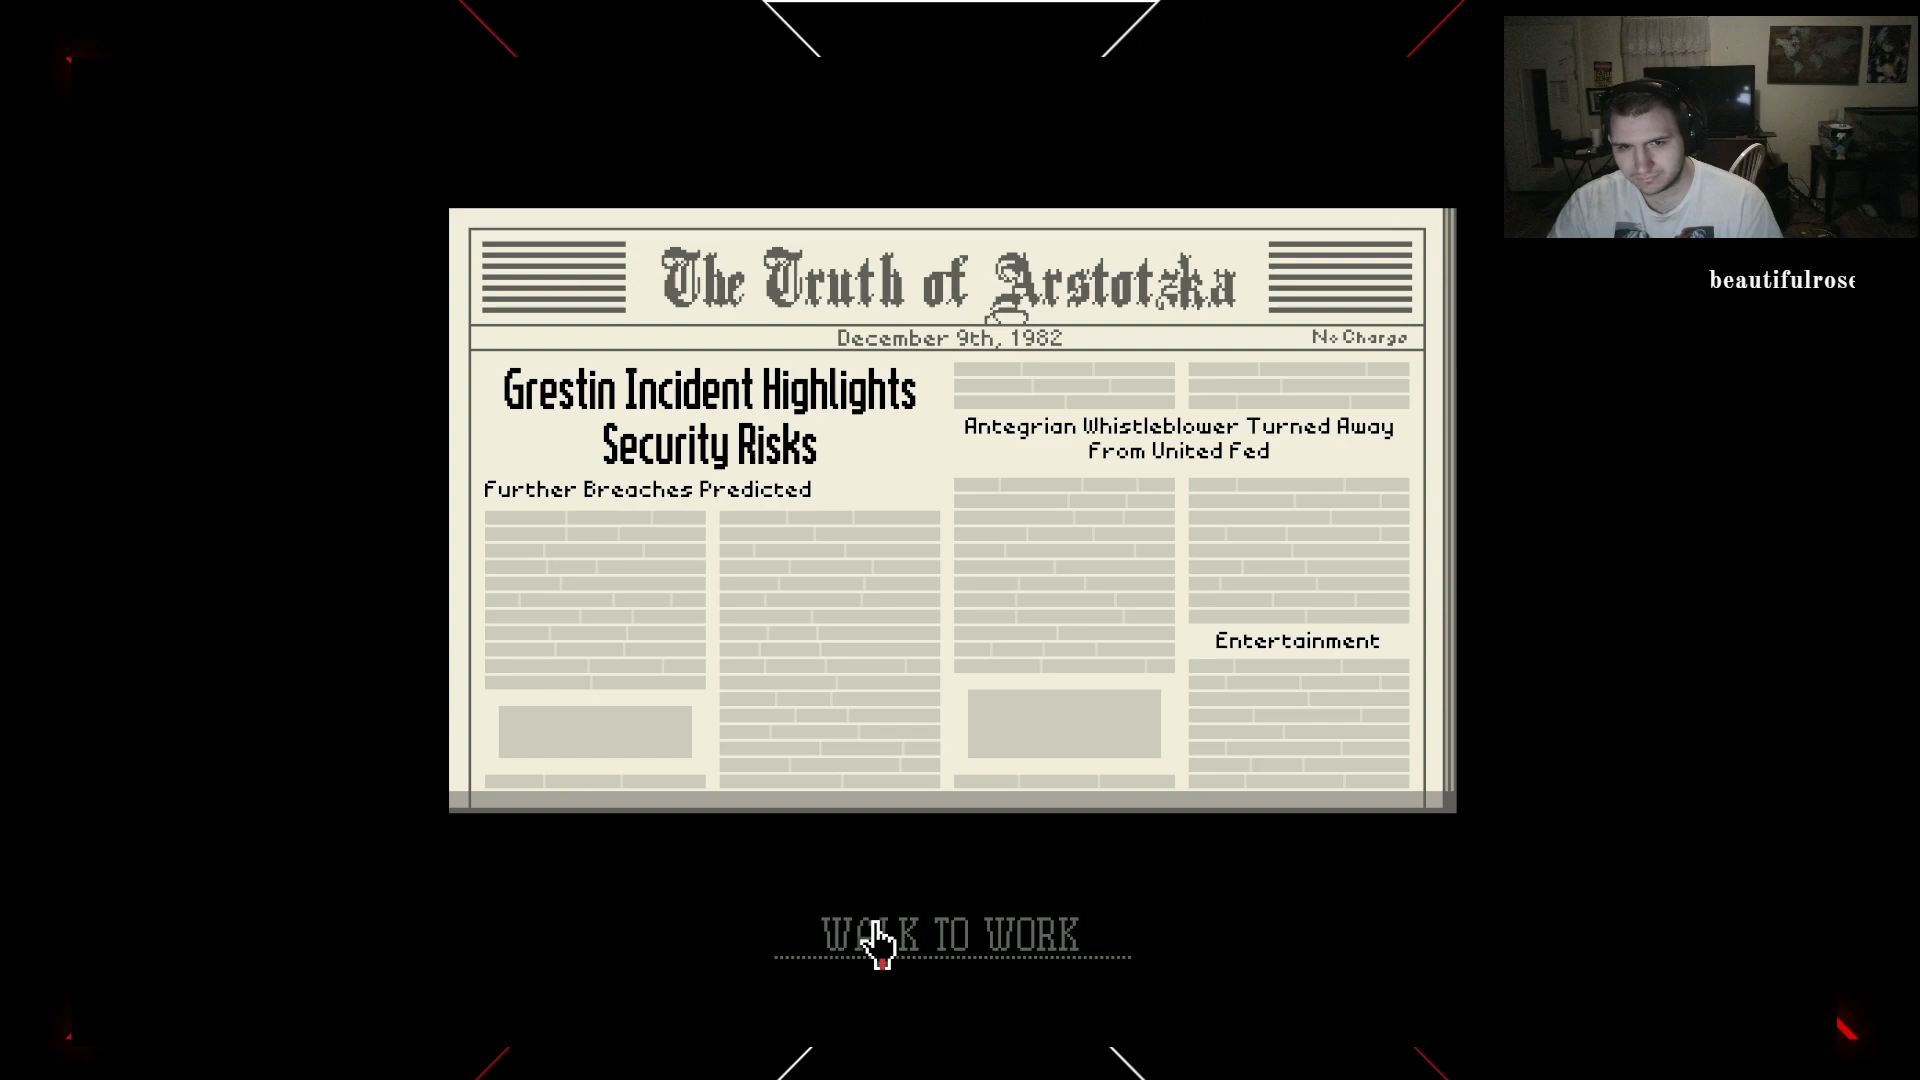 The Truth of Arstotzka
December 9th, 1982
No Charge
Grestin Incident Highlights
Security Risks
Further Breaches Predicted
Antegrian Whistleblower Turned Away
From United Fed
Entertainment
WALK TO WORK
beautifulrose